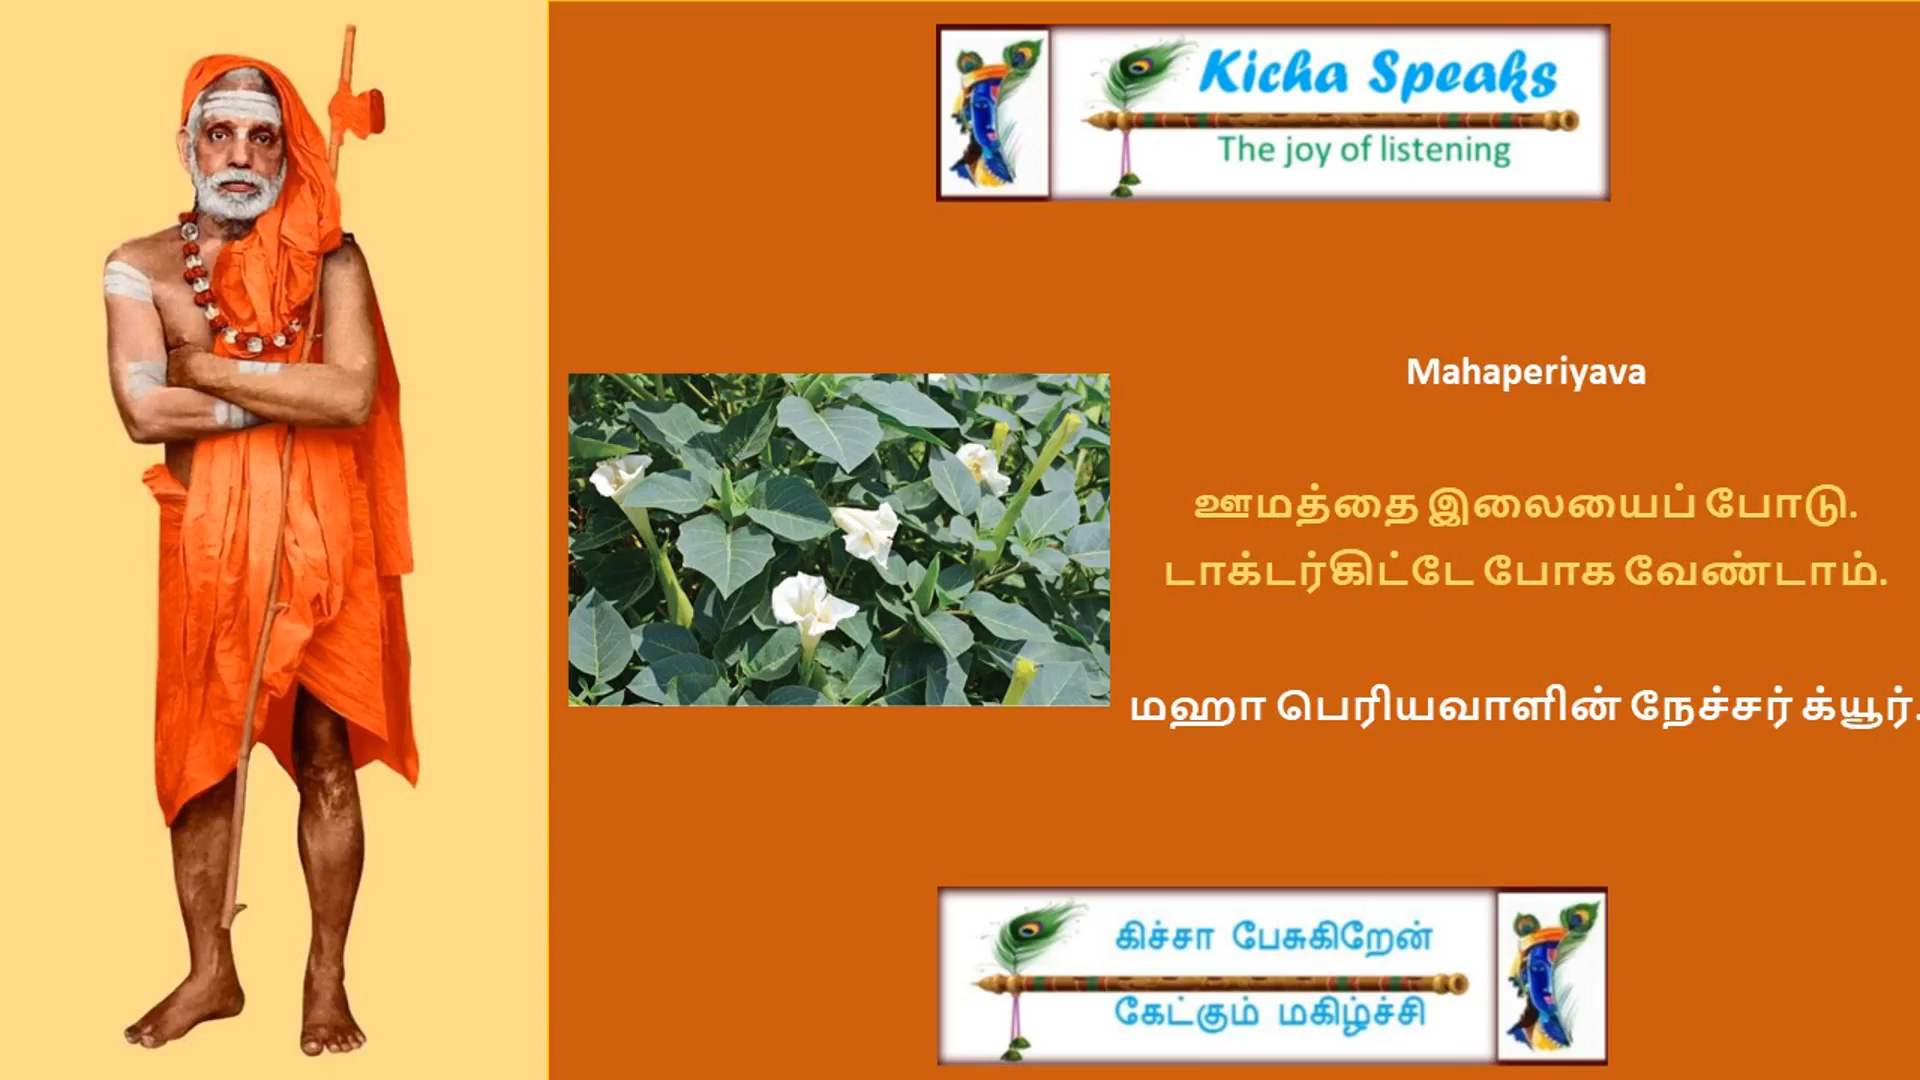 Kicha Speaks
The joy of listening
Mahaperiyava
ஊமத்தை இலையைப் போடு.
டாக்டர்கிட்டே போக வேண்டாம்.
மஹா பெரியவாளின் நேச்சர் க்யூர்.
கிச்சா பேசுகிறேன்
கேட்கும் மகிழ்ச்சி